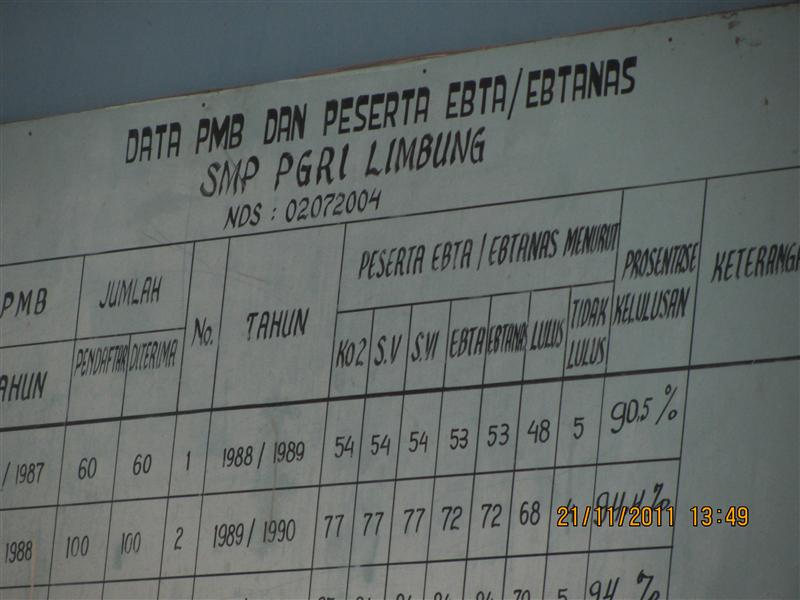 DATA PMB DAN PESERTA EBTA/EBTANAS
SMP PGRI LIMBUNG
NDS : 02072004
PMB JUMLAH No. TAHUN PESERTA EBTA / EBTANAS MENURUT PROSENTASE KELULUSAN
PENDAFTAR DITERIMA Ko2 S.V S.VI EBTA EBTANAS LULUS TIDAK LULUS
/ 1987 60 60 1 1988 / 1989 54 54 54 53 53 48 5 90.5 %
1988 100 100 2 1989 / 1990 77 77 77 72 72 68 94.4 %
94 %
21/11/2011 13:49